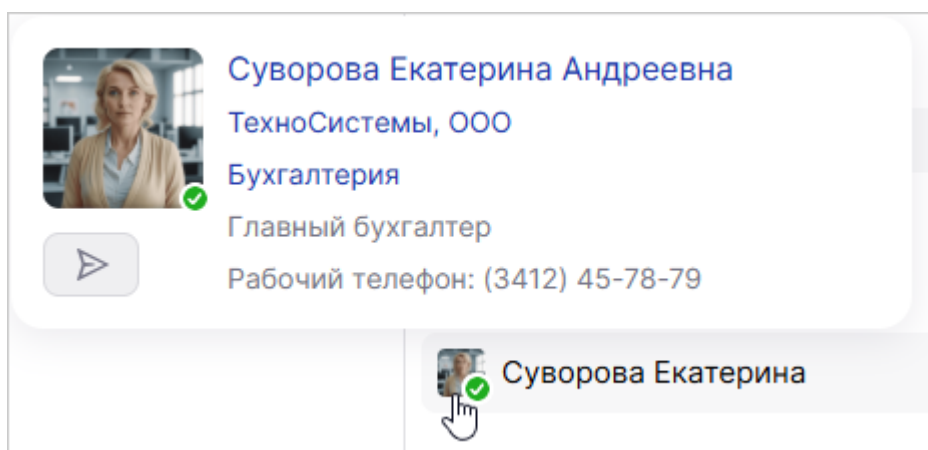 Суворова Екатерина Андреевна
ТехноСистемы, ООО
Бухгалтерия
Главный бухгалтер
Рабочий телефон: (3412) 45-78-79
Суворова Екатерина